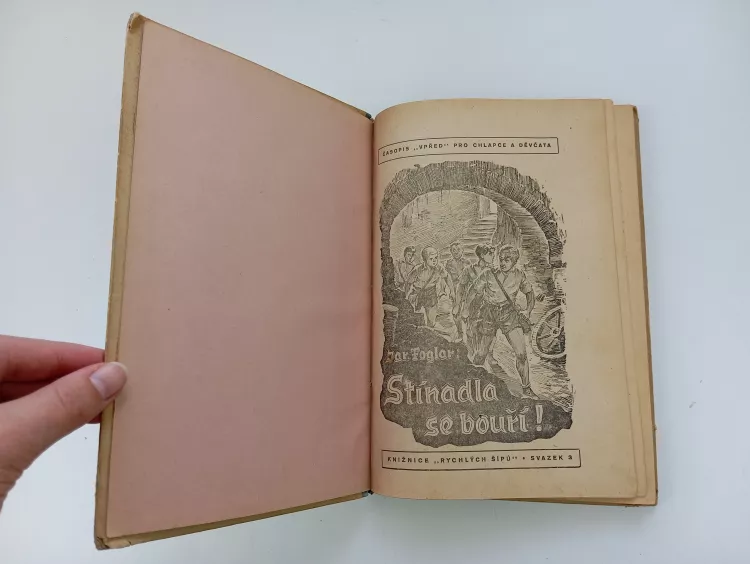 ČASOPIS „VPŘED“ PRO CHLAPCE A DĚVČATA
Jar. Foglar:
Stínadla
se bouří!
KNIŽNICE „RYCHLÝCH ŠÍPŮ“ • SVAZEK 3